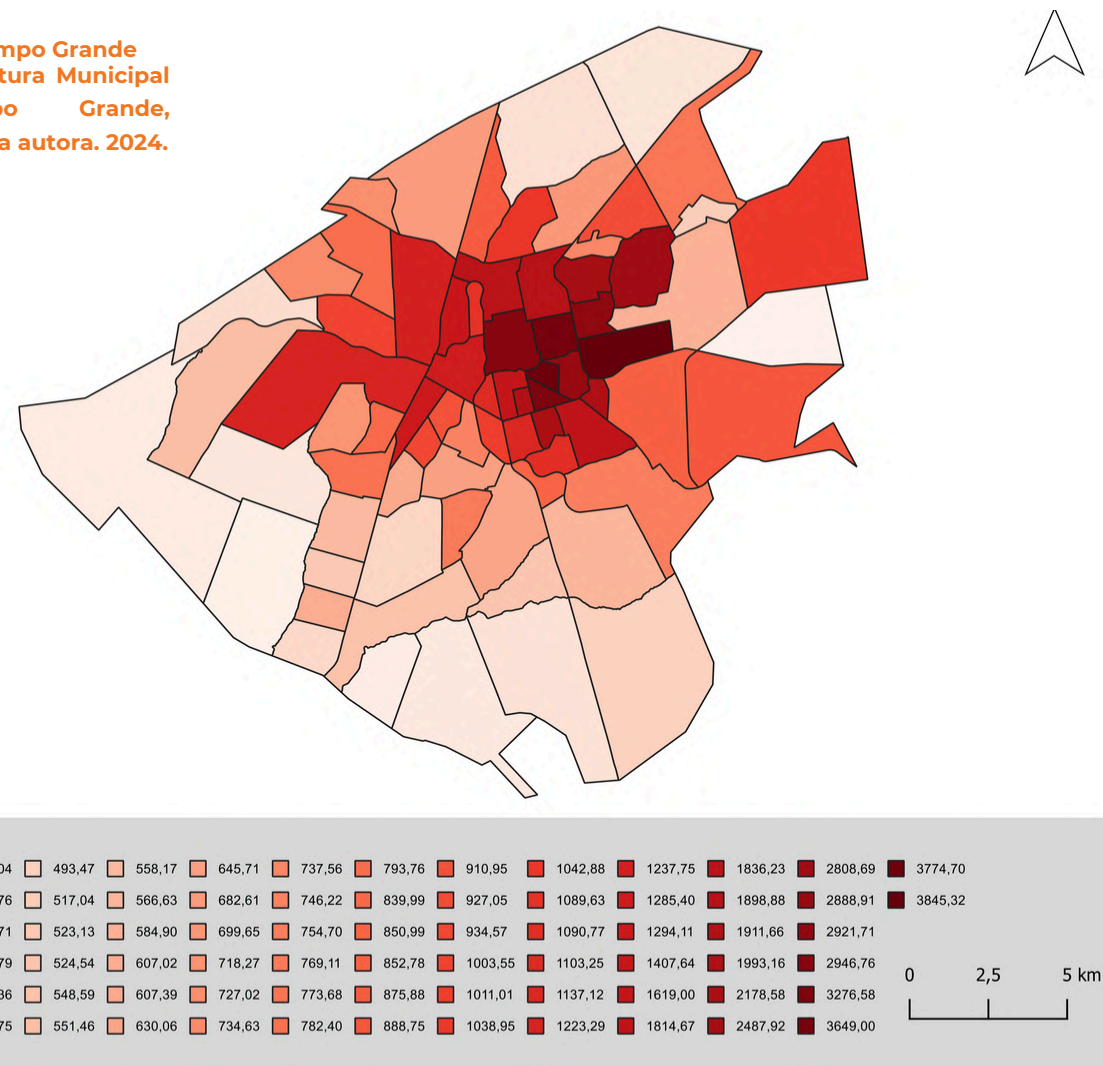 mpo Grande
tura Municipal
po Grande,
a autora. 2024.
04 493,47 558,17 645,71 737,56 793,76 910,95 1042,88 1237,75 1836,23 2808,69 3774,70
76 517,04 566,63 682,61 746,22 839,99 927,05 1089,63 1285,40 1898,88 2888,91 3845,32
71 523,13 584,90 699,65 754,70 850,99 934,57 1090,77 1294,11 1911,66 2921,71
79 524,54 607,02 718,27 769,11 852,78 1003,55 1103,25 1407,64 1993,16 2946,76
36 548,59 607,39 727,02 773,68 875,88 1011,01 1137,12 1619,00 2178,58 3276,58
75 551,46 630,06 734,63 782,40 888,75 1038,95 1223,29 1814,67 2487,92 3649,00
0 2,5 5 km